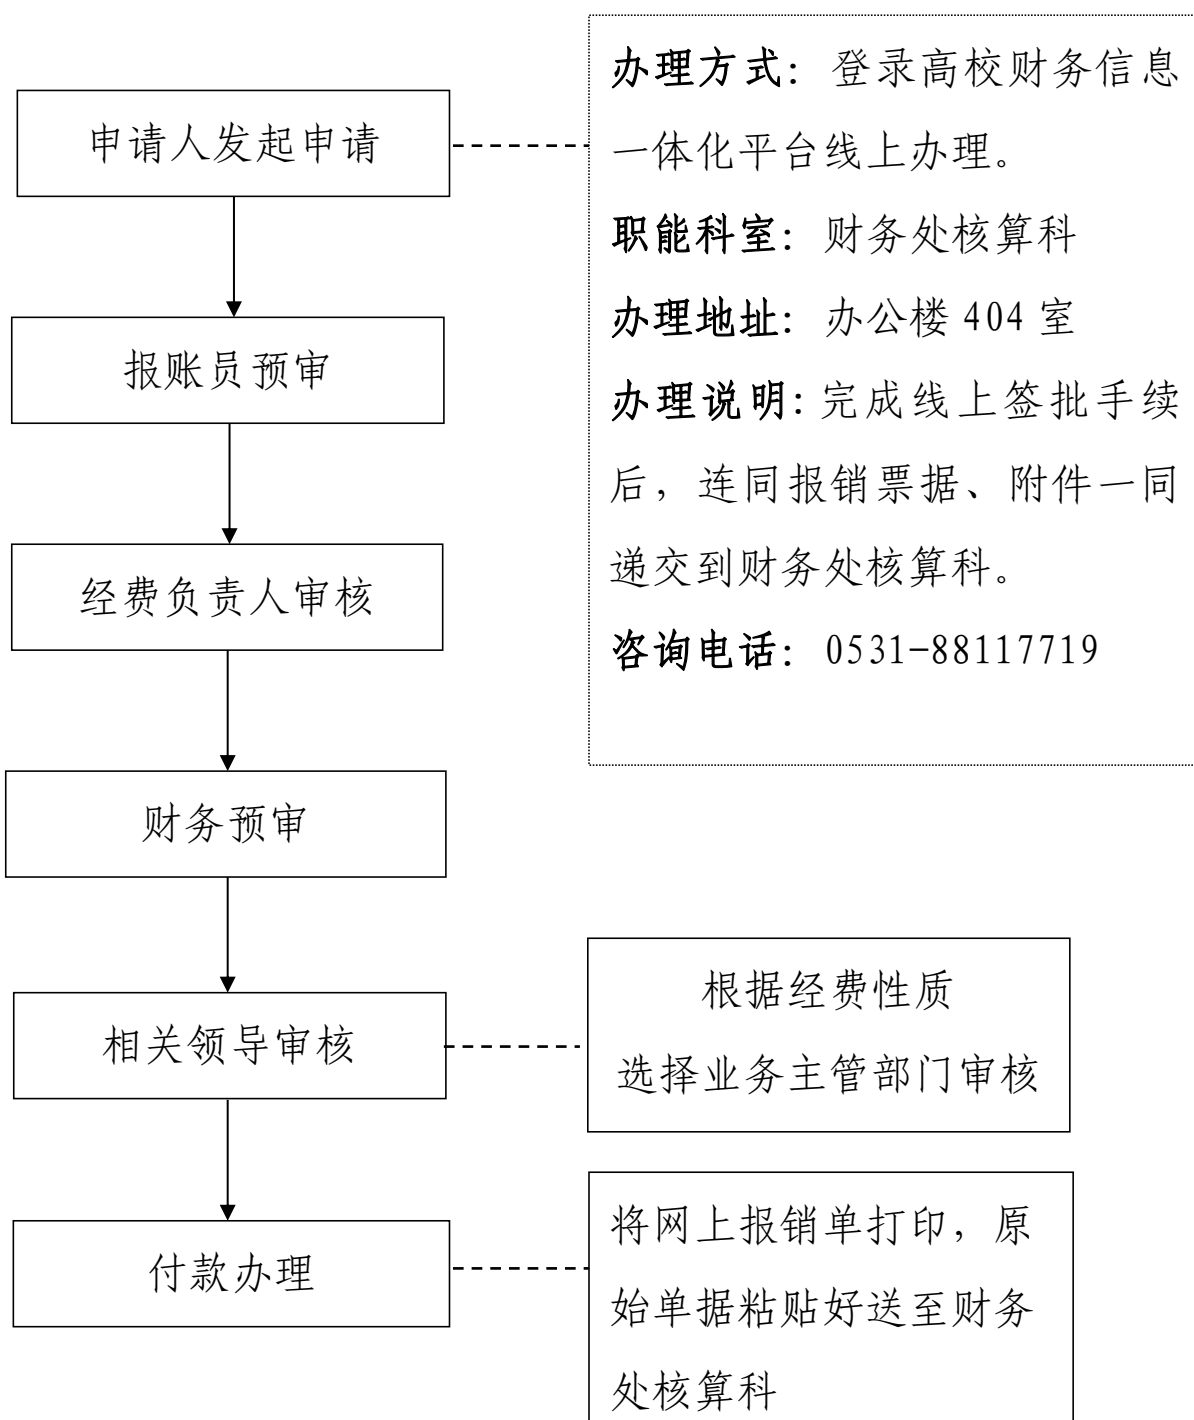 申请人发起申请
办理方式：登录高校财务信息
一体化平台线上办理。
职能科室：财务处核算科
办理地址：办公楼 404 室
办理说明：完成线上签批手续
后，连同报销票据、附件一同
递交到财务处核算科。
咨询电话：0531-88117719
报账员预审
经费负责人审核
财务预审
相关领导审核
根据经费性质
选择业务主管部门审核
付款办理
将网上报销单打印，原
始单据粘贴好送至财务
处核算科